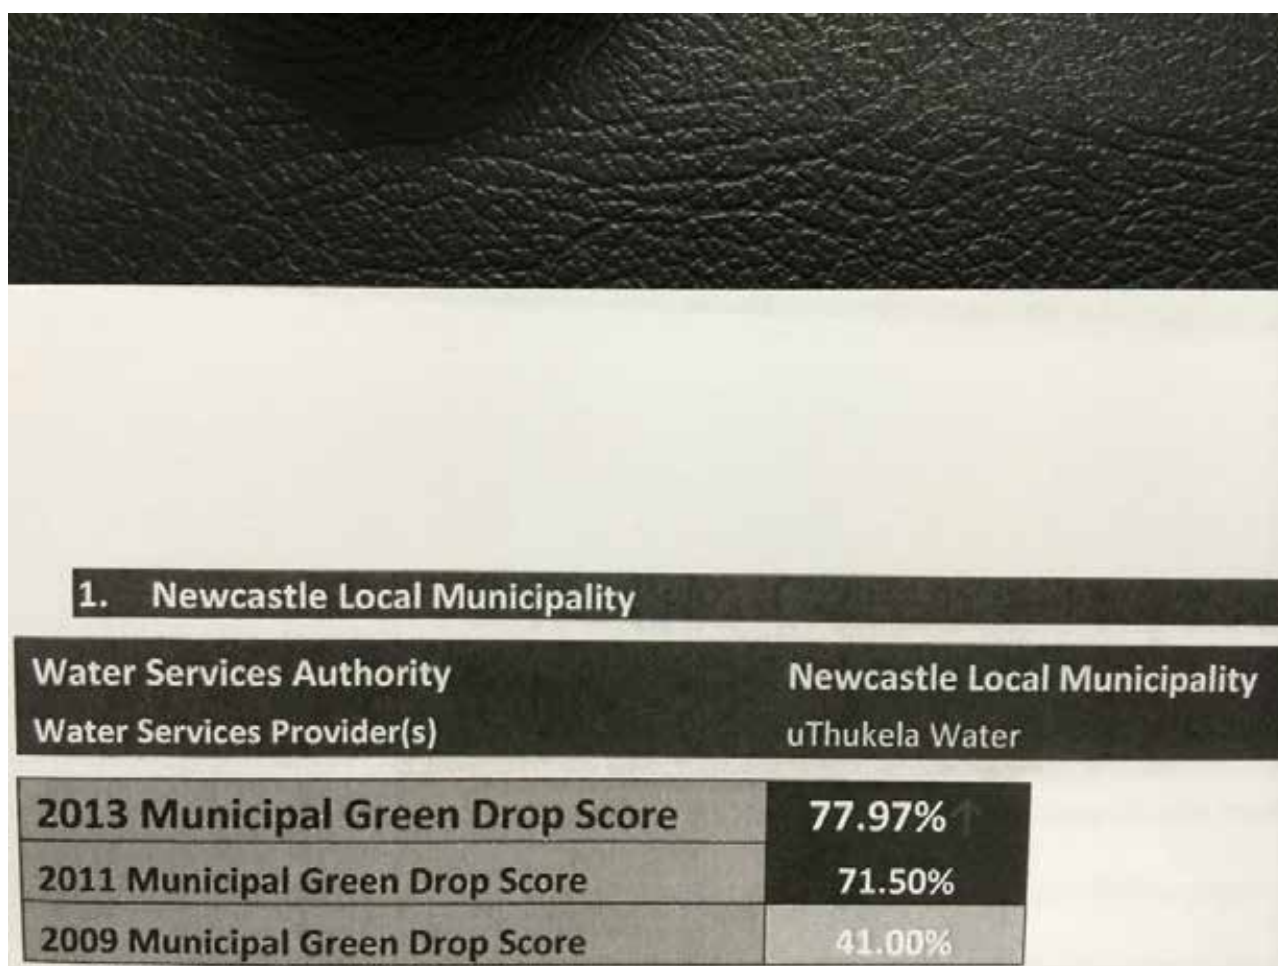 1. Newcastle Local Municipality
Water Services Authority Newcastle Local Municipality
Water Services Provider(s) uThukela Water
2013 Municipal Green Drop Score 77.97% ↑
2011 Municipal Green Drop Score 71.50%
2009 Municipal Green Drop Score 41.00%